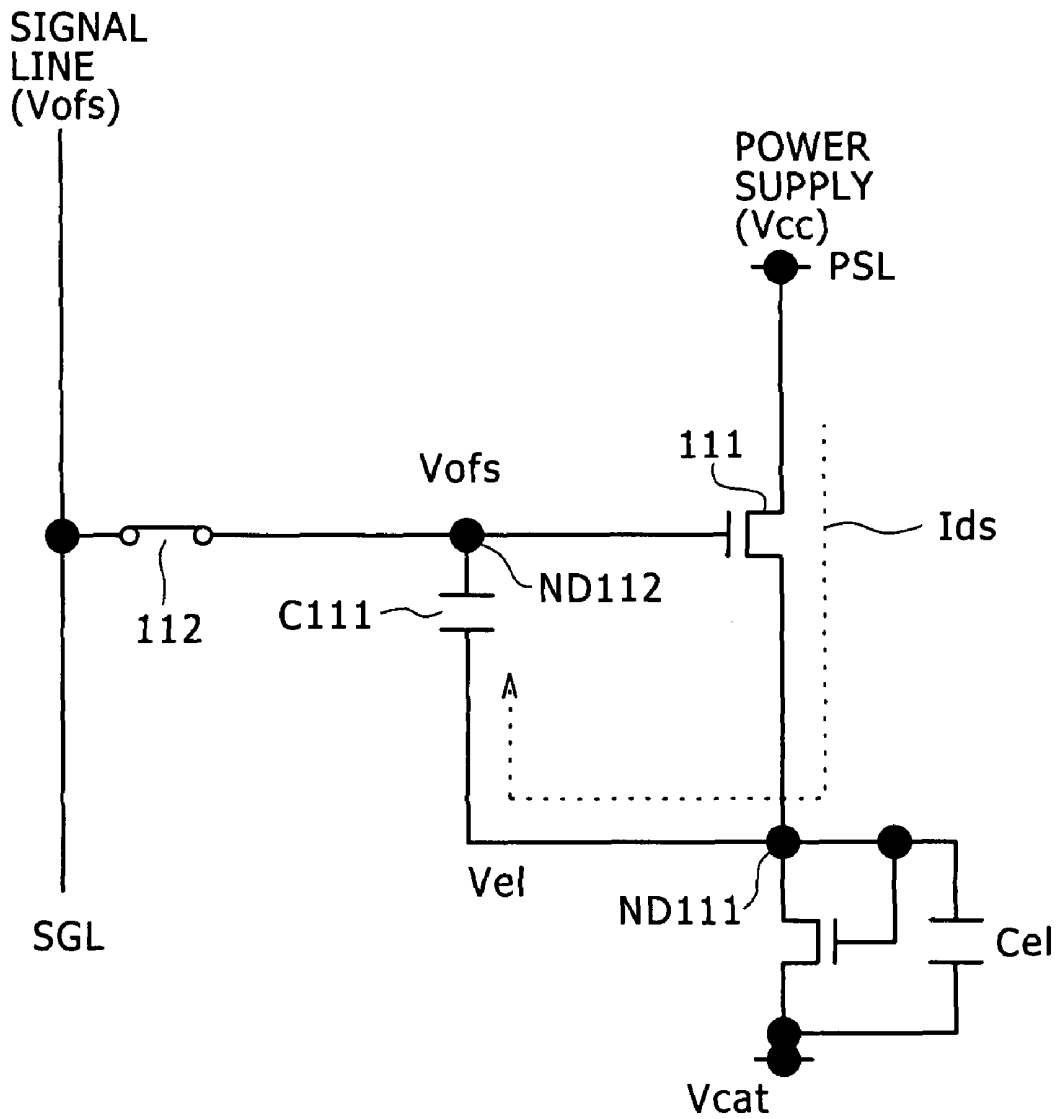 SIGNAL
LINE
(Vofs)
POWER
SUPPLY
(Vcc)
PSL
111
Vofs
Ids
ND112
C111
112
Vel
ND111
SGL
Cel
Vcat